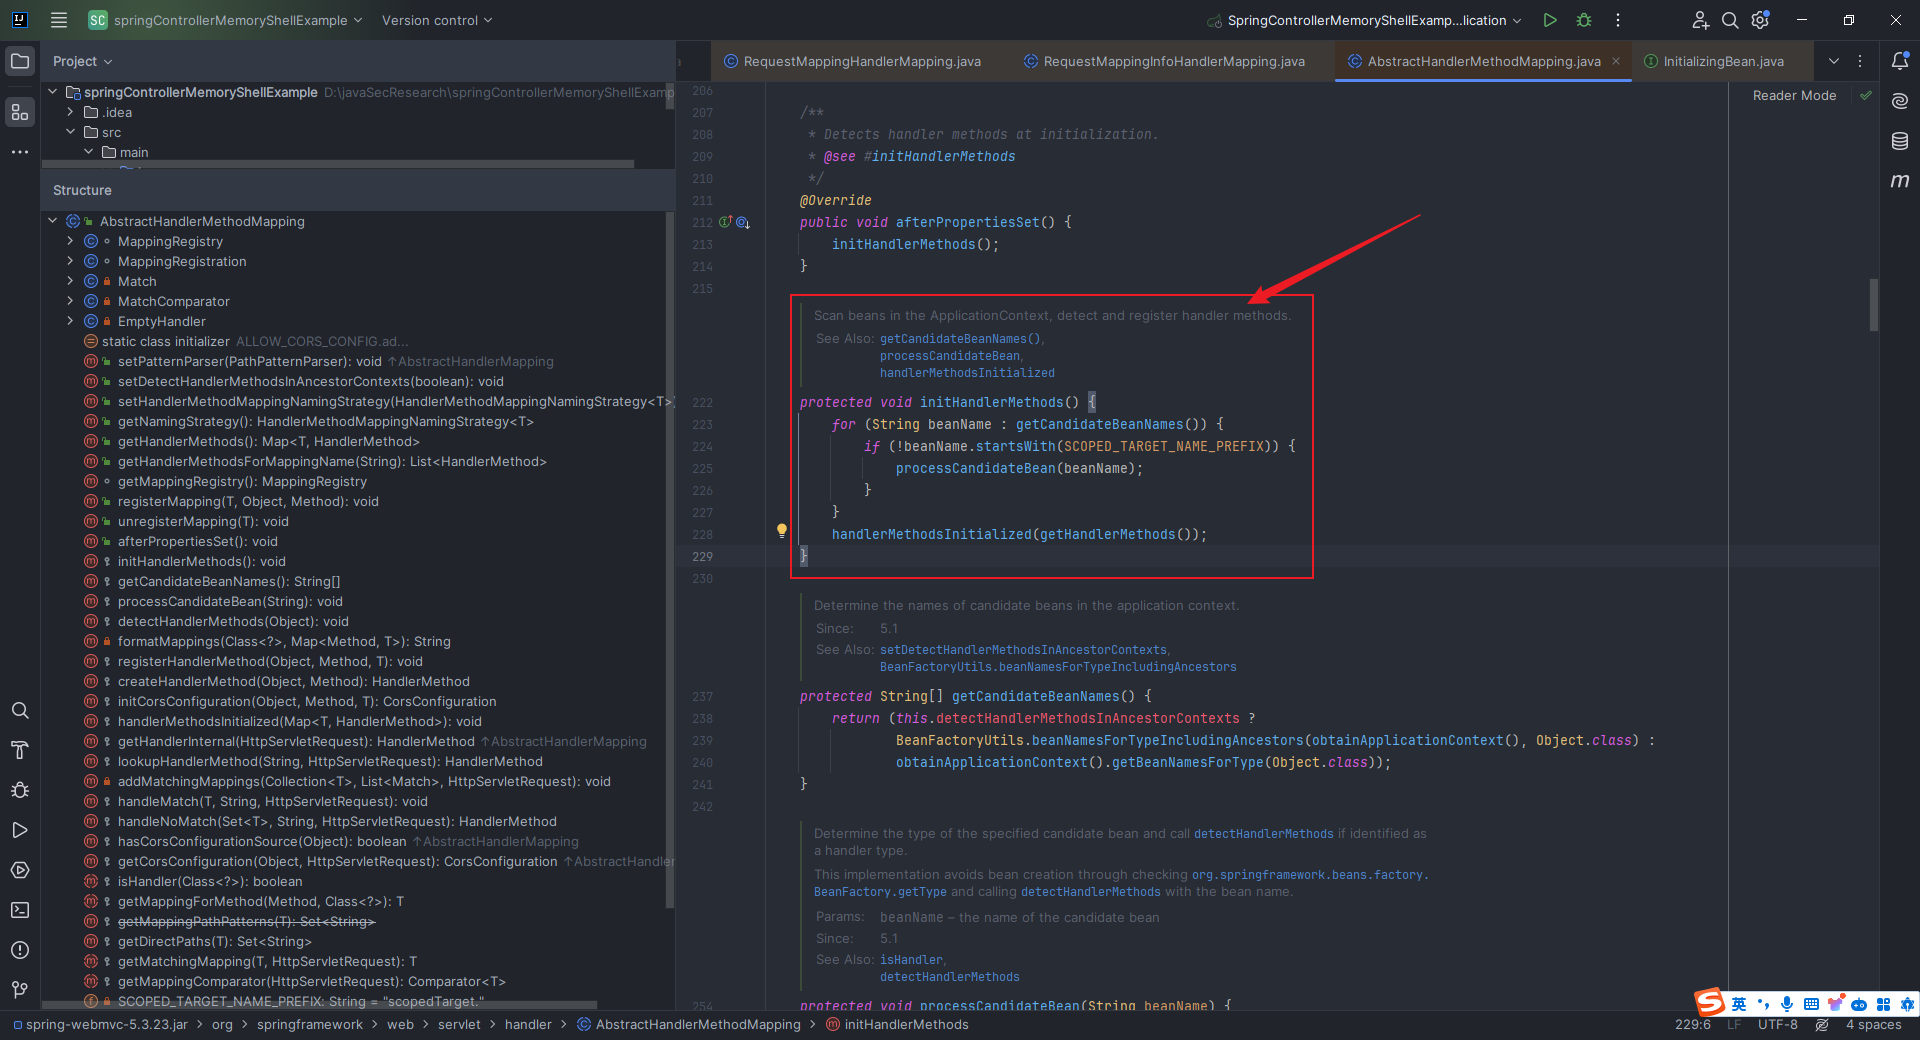 SC springControllerMemoryShellExample Version control SpringControllerMemoryShellExamp...lication
Project
RequestMappingHandlerMapping.java RequestMappingInfoHandlerMapping.java AbstractHandlerMethodMapping.java InitializingBean.java
springControllerMemoryShellExample D:\javaSecResearch\springControllerMemoryShellExamp
.idea
src
main
Structure
AbstractHandlerMethodMapping
MappingRegistry
MappingRegistration
Match
MatchComparator
EmptyHandler
static class initializer ALLOW_CORS_CONFIG.ad...
setPatternParser(PathPatternParser): void ↑AbstractHandlerMapping
setDetectHandlerMethodsInAncestorContexts(boolean): void
setHandlerMethodMappingNamingStrategy(HandlerMethodMappingNamingStrategy<T>)
getNamingStrategy(): HandlerMethodMappingNamingStrategy<T>
getHandlerMethods(): Map<T, HandlerMethod>
getHandlerMethodsForMappingName(String): List<HandlerMethod>
getMappingRegistry(): MappingRegistry
registerMapping(T, Object, Method): void
unregisterMapping(T): void
afterPropertiesSet(): void
initHandlerMethods(): void
getCandidateBeanNames(): String[]
processCandidateBean(String): void
detectHandlerMethods(Object): void
formatMappings(Class<?>, Map<Method, T>): String
registerHandlerMethod(Object, Method, T): void
createHandlerMethod(Object, Method): HandlerMethod
initCorsConfiguration(Object, Method, T): CorsConfiguration
handlerMethodsInitialized(Map<T, HandlerMethod>): void
getHandlerInternal(HttpServletRequest): HandlerMethod ↑AbstractHandlerMapping
lookupHandlerMethod(String, HttpServletRequest): HandlerMethod
addMatchingMappings(Collection<T>, List<Match>, HttpServletRequest): void
handleMatch(T, String, HttpServletRequest): void
handleNoMatch(Set<T>, String, HttpServletRequest): HandlerMethod
hasCorsConfigurationSource(Object): boolean ↑AbstractHandlerMapping
getCorsConfiguration(Object, HttpServletRequest): CorsConfiguration ↑AbstractHandler
isHandler(Class<?>): boolean
getMappingForMethod(Method, Class<?>): T
getMappingPathPatterns(T): Set<String>
getDirectPaths(T): Set<String>
getMatchingMapping(T, HttpServletRequest): T
getMappingComparator(HttpServletRequest): Comparator<T>
SCOPED_TARGET_NAME_PREFIX: String = "scopedTarget."
Reader Mode
206
207 /**
208 * Detects handler methods at initialization.
209 * @see #initHandlerMethods
210 */
211 @Override
212 public void afterPropertiesSet() {
213 initHandlerMethods();
214 }
215
Scan beans in the ApplicationContext, detect and register handler methods.
See Also: getCandidateBeanNames(),
processCandidateBean,
handlerMethodsInitialized
222 protected void initHandlerMethods() {
223 for (String beanName : getCandidateBeanNames()) {
224 if (!beanName.startsWith(SCOPED_TARGET_NAME_PREFIX)) {
225 processCandidateBean(beanName);
226 }
227 }
228 handlerMethodsInitialized(getHandlerMethods());
229 }
230
Determine the names of candidate beans in the application context.
Since: 5.1
See Also: setDetectHandlerMethodsInAncestorContexts,
BeanFactoryUtils.beanNamesForTypeIncludingAncestors
237 protected String[] getCandidateBeanNames() {
238 return (this.detectHandlerMethodsInAncestorContexts ?
239 BeanFactoryUtils.beanNamesForTypeIncludingAncestors(obtainApplicationContext(), Object.class) :
240 obtainApplicationContext().getBeanNamesForType(Object.class));
241 }
242
Determine the type of the specified candidate bean and call detectHandlerMethods if identified as
a handler type.
This implementation avoids bean creation through checking org.springframework.beans.factory.
BeanFactory.getType and calling detectHandlerMethods with the bean name.
Params: beanName – the name of the candidate bean
Since: 5.1
See Also: isHandler,
detectHandlerMethods
254 protected void processCandidateBean(String beanName) {
英
spring-webmvc-5.3.23.jar > org > springframework > web > servlet > handler > AbstractHandlerMethodMapping > initHandlerMethods
229:6 LF UTF-8 4 spaces